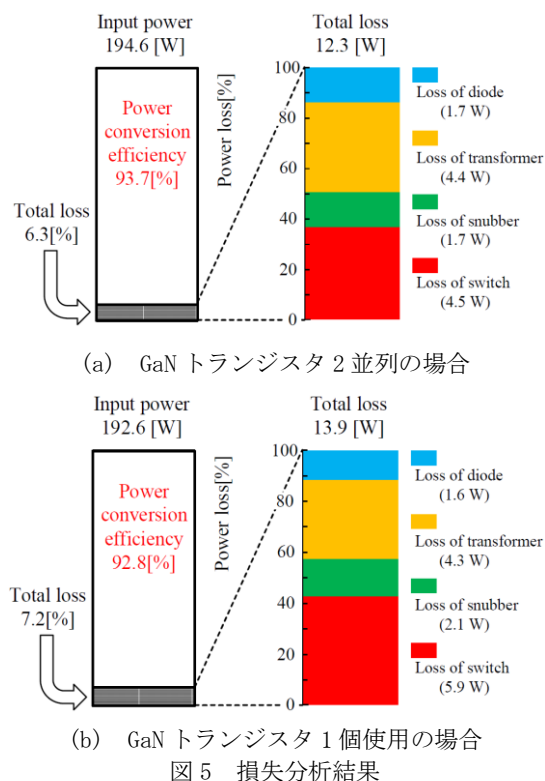 Input power
194.6 [W]
Total loss
12.3 [W]
Power
conversion
efficiency
93.7[%]
Total loss
6.3[%]
Power loss[%]
100
80
60
40
20
0
Loss of diode
(1.7 W)
Loss of transformer
(4.4 W)
Loss of snubber
(1.7 W)
Loss of switch
(4.5 W)
(a) GaN トランジスタ 2 並列の場合
Input power
192.6 [W]
Total loss
13.9 [W]
Power
conversion
efficiency
92.8[%]
Total loss
7.2[%]
Power loss[%]
100
80
60
40
20
0
Loss of diode
(1.6 W)
Loss of transformer
(4.3 W)
Loss of snubber
(2.1 W)
Loss of switch
(5.9 W)
(b) GaN トランジスタ 1 個使用の場合
図 5 損失分析結果